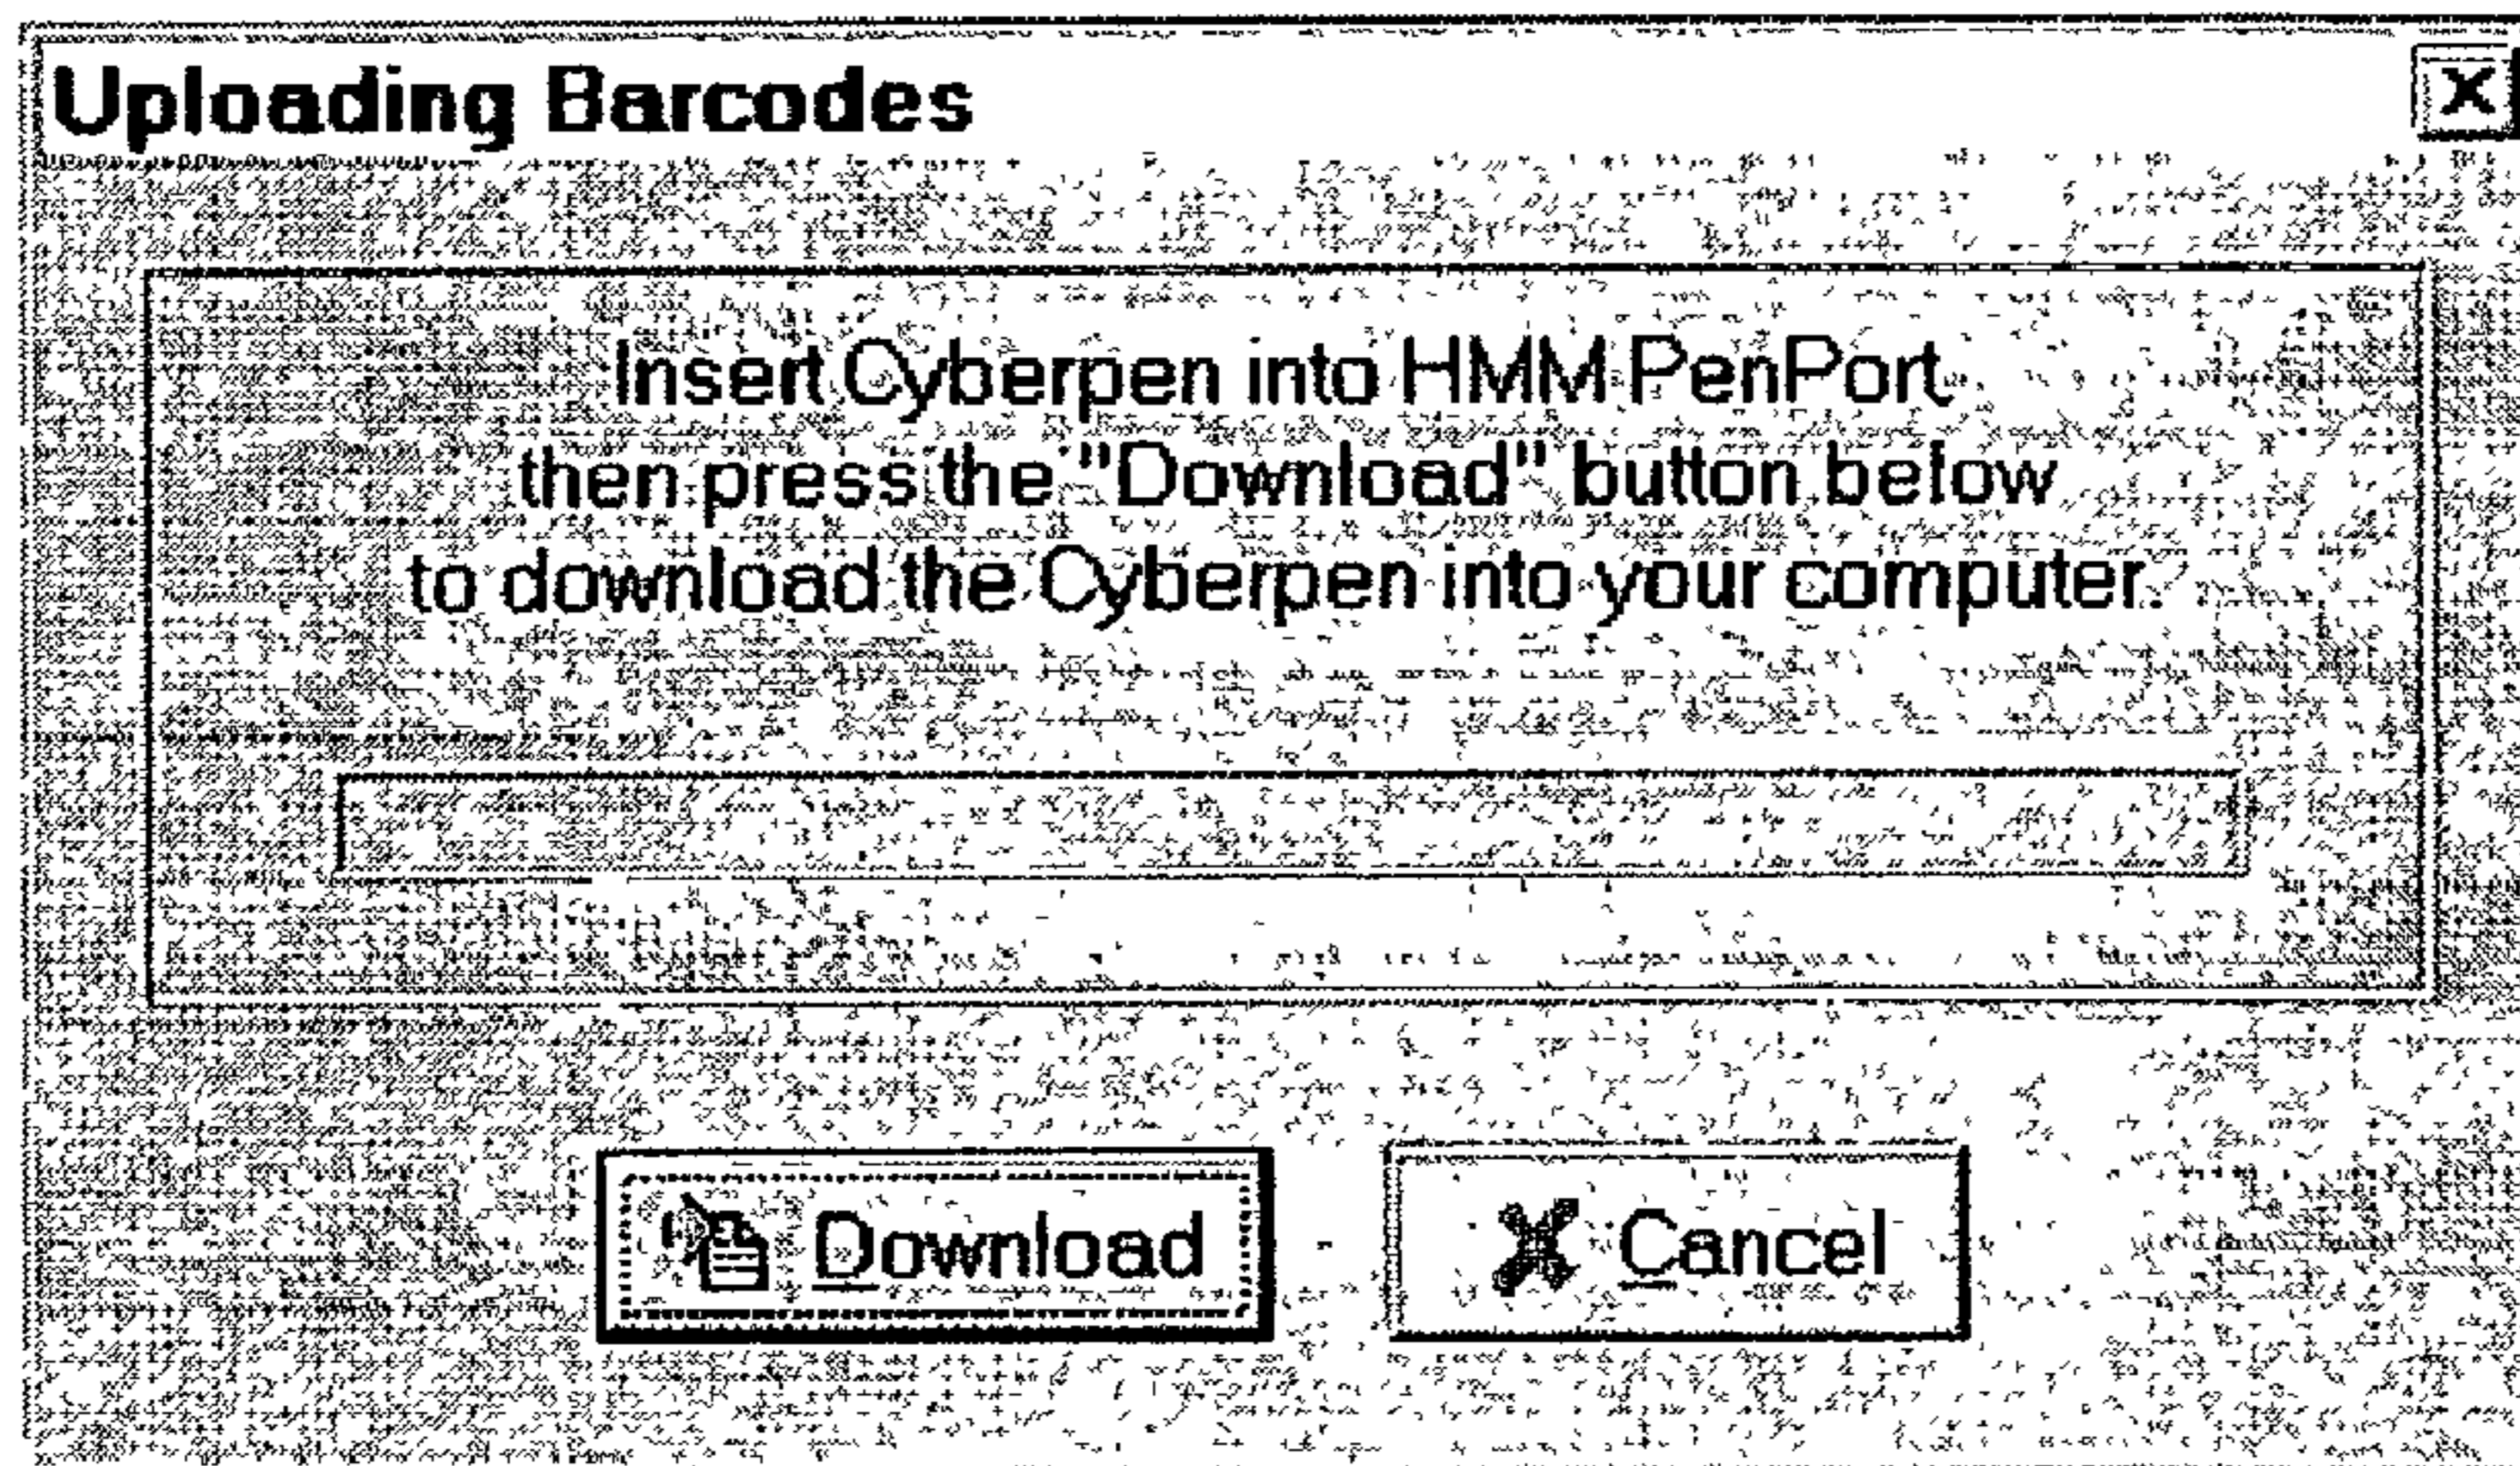 Uploading Barcodes
Insert Cyberpen into HMM PenPort
then press the "Download" button below
to download the Cyberpen into your computer.
Download
Cancel